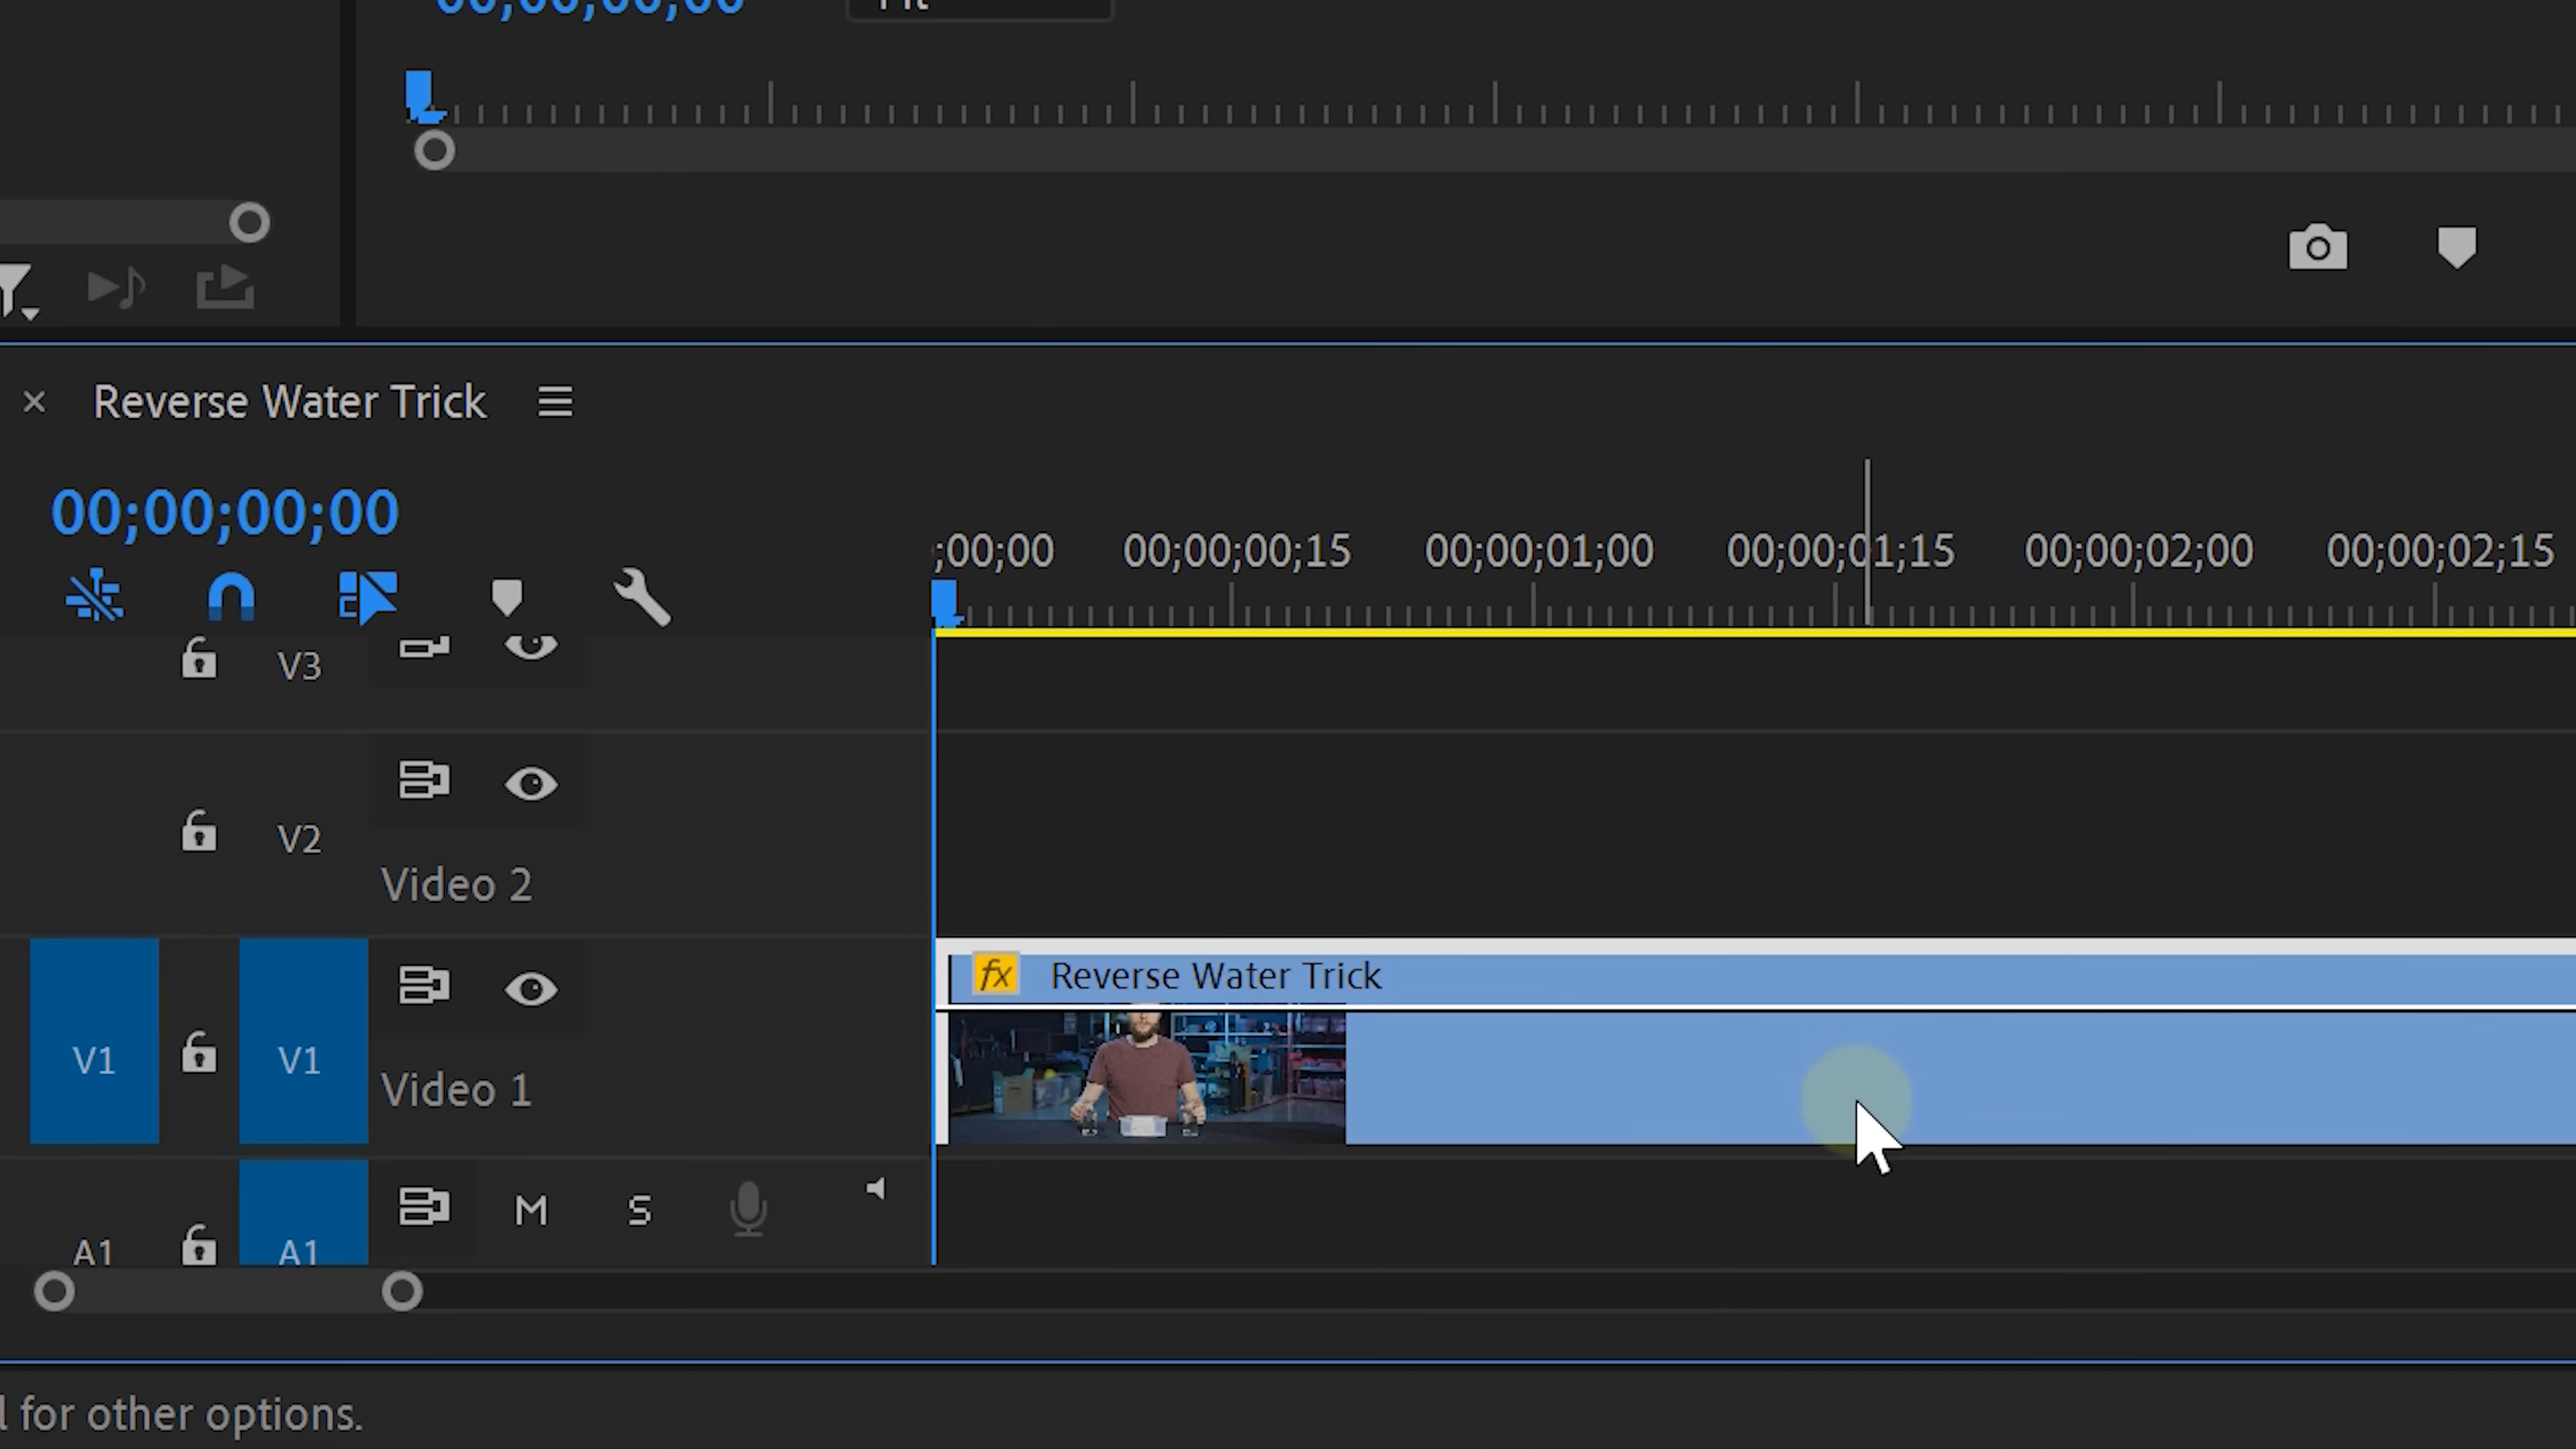 00;00;00;00
Fit
Reverse Water Trick
00;00;00;00
;00;00 00;00;00;15 00;00;01;00 00;00;01;15 00;00;02;00 00;00;02;15
V3
V2
Video 2
fx Reverse Water Trick
V1 V1
Video 1
M S
A1 A1
l for other options.